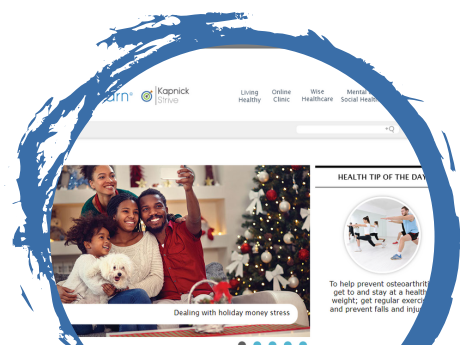 Kapnick
Strive
Living
Healthy
Online
Clinic
Wise
Healthcare
Mental
Social Health
HEALTH TIP OF THE DAY
To help prevent osteoarthrit
get to and stay at a health
weight; get regular exerci
and prevent falls and inju
Dealing with holiday money stress